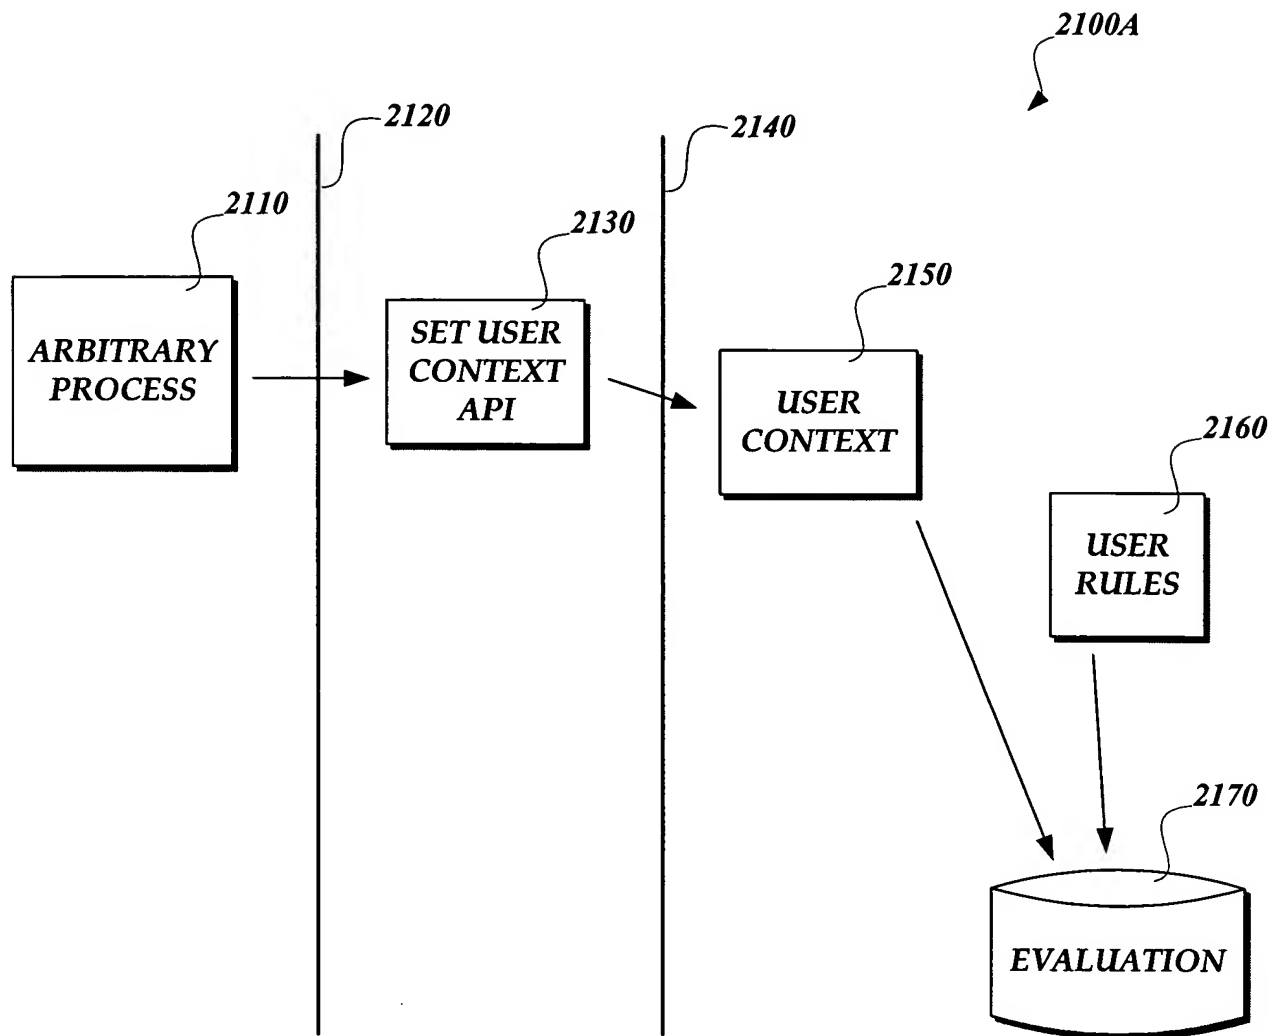 2100A
2120
2140
2110
2130
2150
ARBITRARY
PROCESS
SET USER
CONTEXT
API
USER
CONTEXT
2160
USER
RULES
2170
EVALUATION